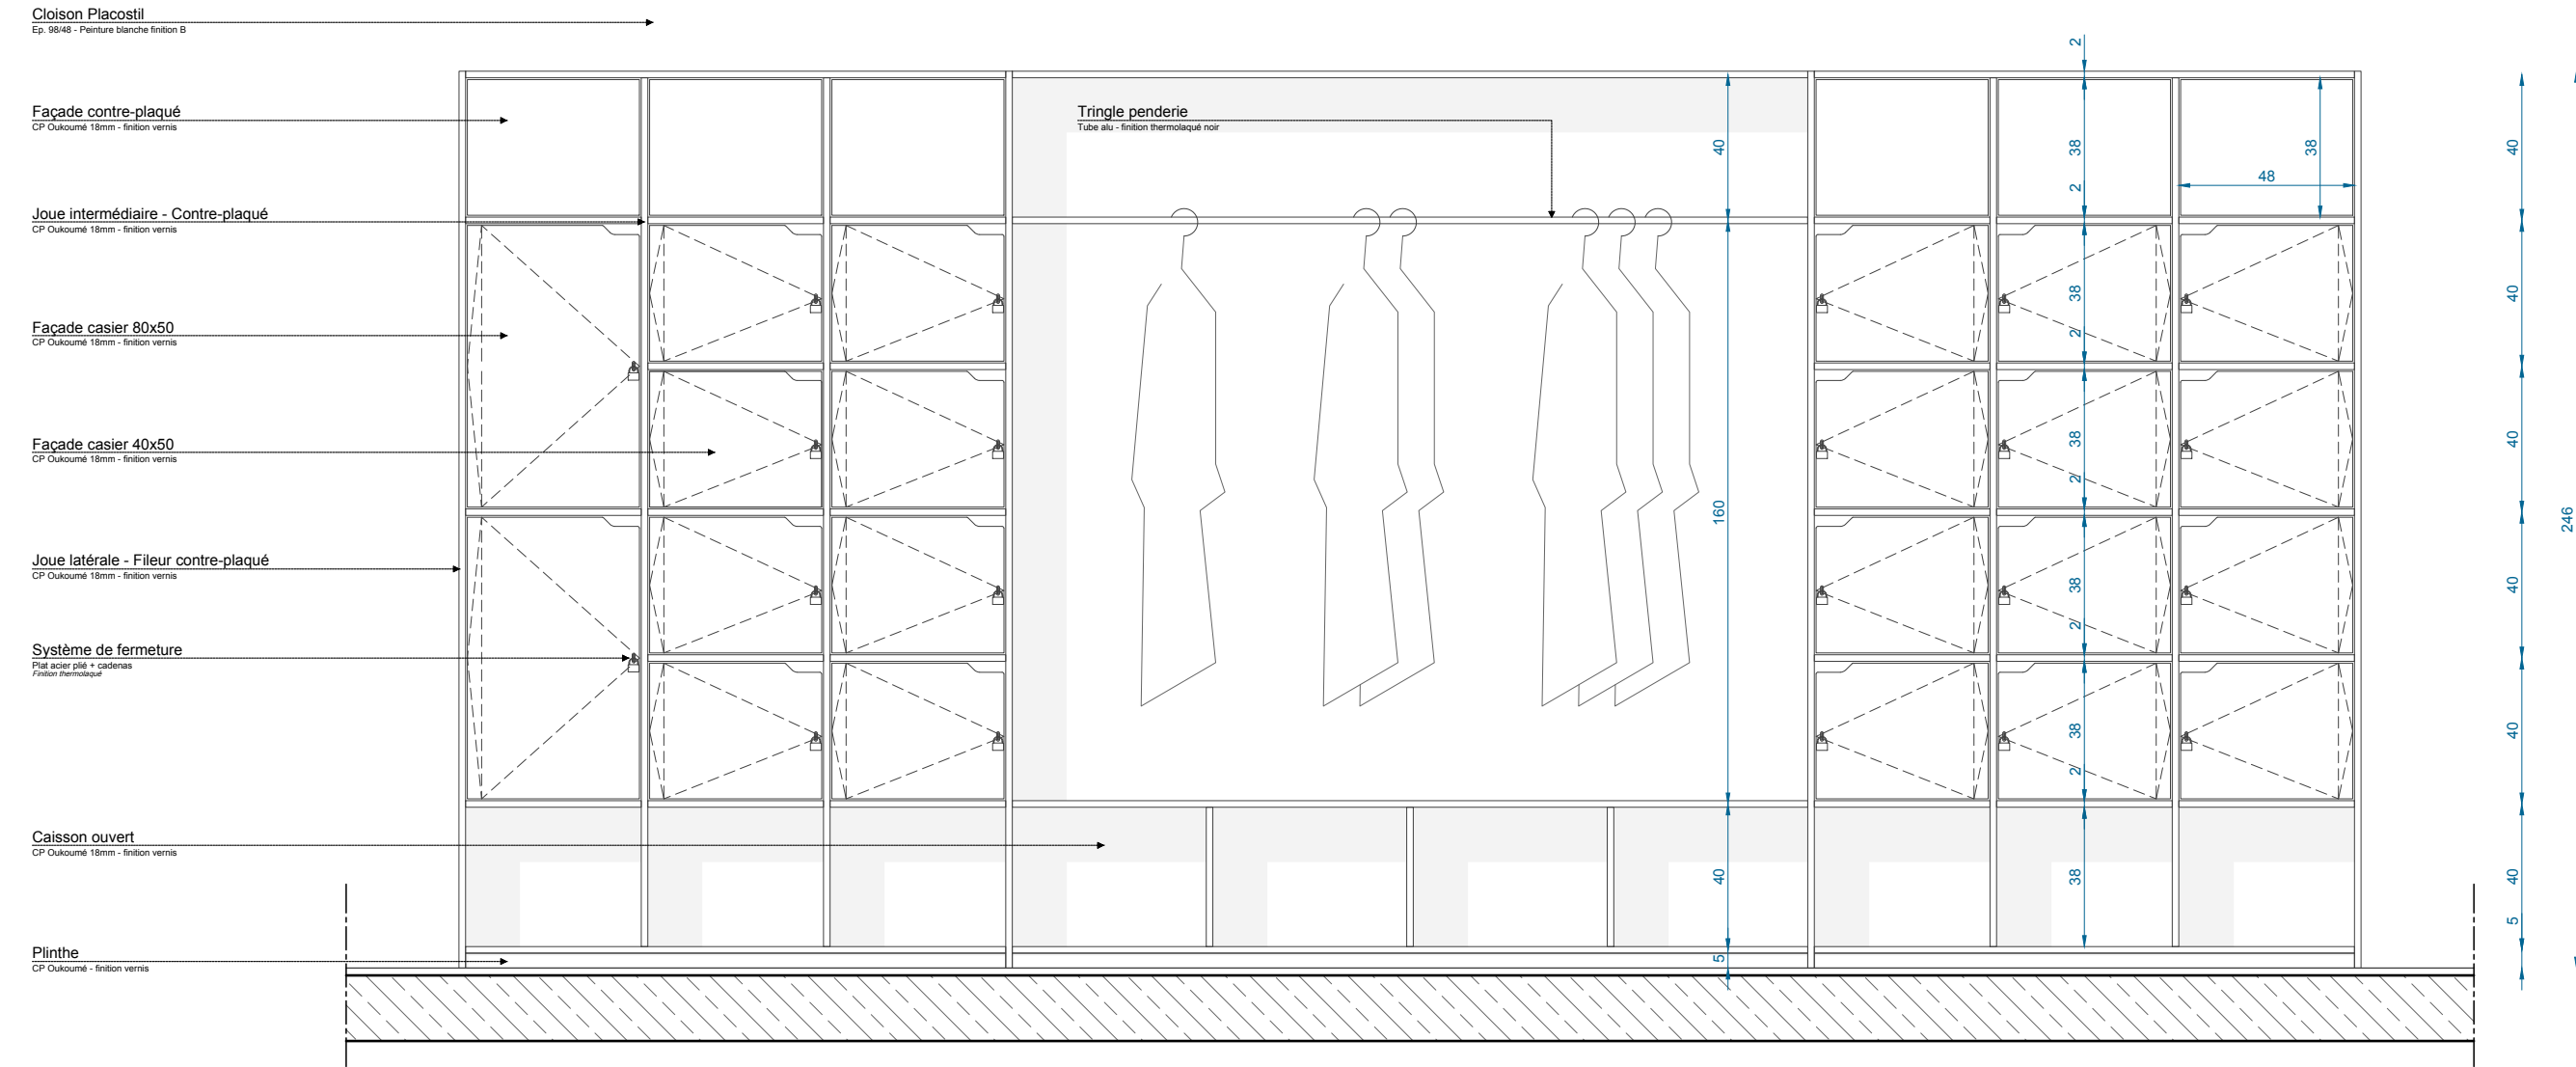 Cloison Placostil
Ep. 98/48 - Peinture blanche finition B
Façade contre-plaqué
CP Oukoumé 18mm - finition vernis
Tringle penderie
Tube alu - finition thermolaqué noir
Joue intermédiaire - Contre-plaqué
CP Oukoumé 18mm - finition vernis
Façade casier 80x50
CP Oukoumé 18mm - finition vernis
Façade casier 40x50
CP Oukoumé 18mm - finition vernis
Joue latérale - Fileur contre-plaqué
CP Oukoumé 18mm - finition vernis
Système de fermeture
Plat acier plié + cadenas
Finition thermolaqué
Caisson ouvert
CP Oukoumé 18mm - finition vernis
Plinthe
CP Oukoumé - finition vernis
40
160
40
5
2
38
2
38
2
38
2
38
2
38
2
38
38
48
40
40
40
40
40
40
5
246